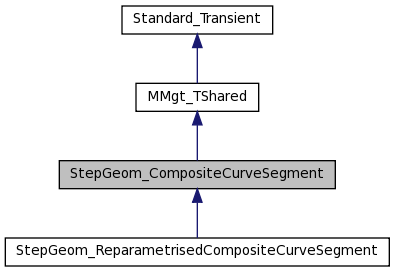 Standard_Transient
MMgt_TShared
StepGeom_CompositeCurveSegment
StepGeom_ReparametrisedCompositeCurveSegment